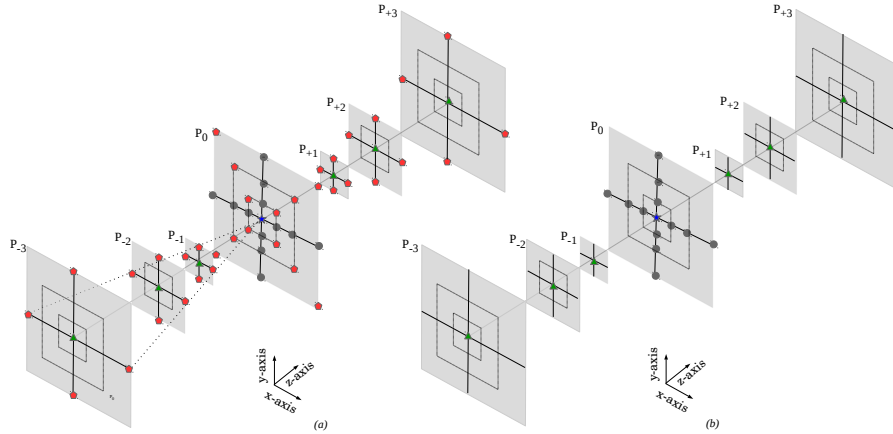 P+3
P+2
P0
P+1
P-1
P-2
P-3
y-axis
z-axis
x-axis
(a)
P+3
P+2
P0
P+1
P-1
P-2
P-3
y-axis
z-axis
x-axis
(b)